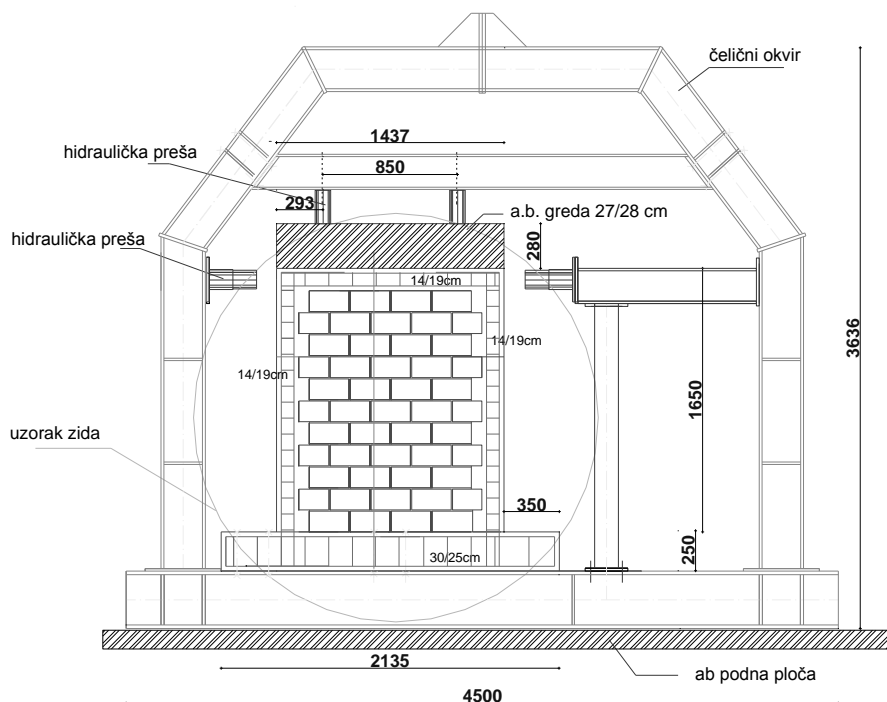 čelični okvir
1437
hidraulička preša
850
293
a.b. greda 27/28 cm
hidraulička preša
280
14/19cm
14/19cm
3636
14/19cm
1650
uzorak zida
350
250
30/25cm
2135
ab podna ploča
4500